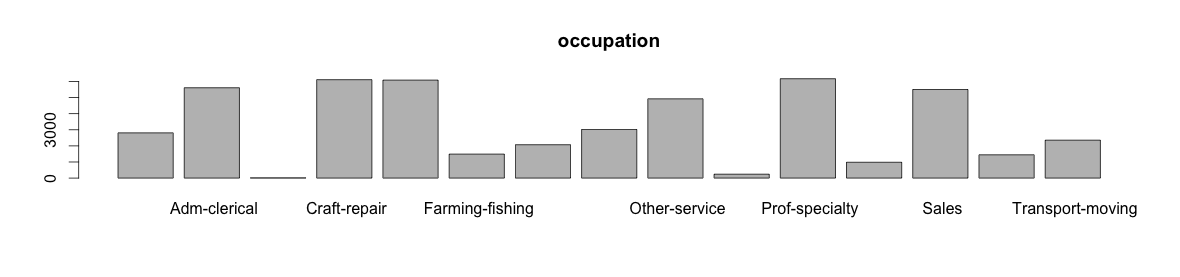 occupation
3000
0
Adm-clerical Craft-repair Farming-fishing Other-service Prof-specialty Sales Transport-moving